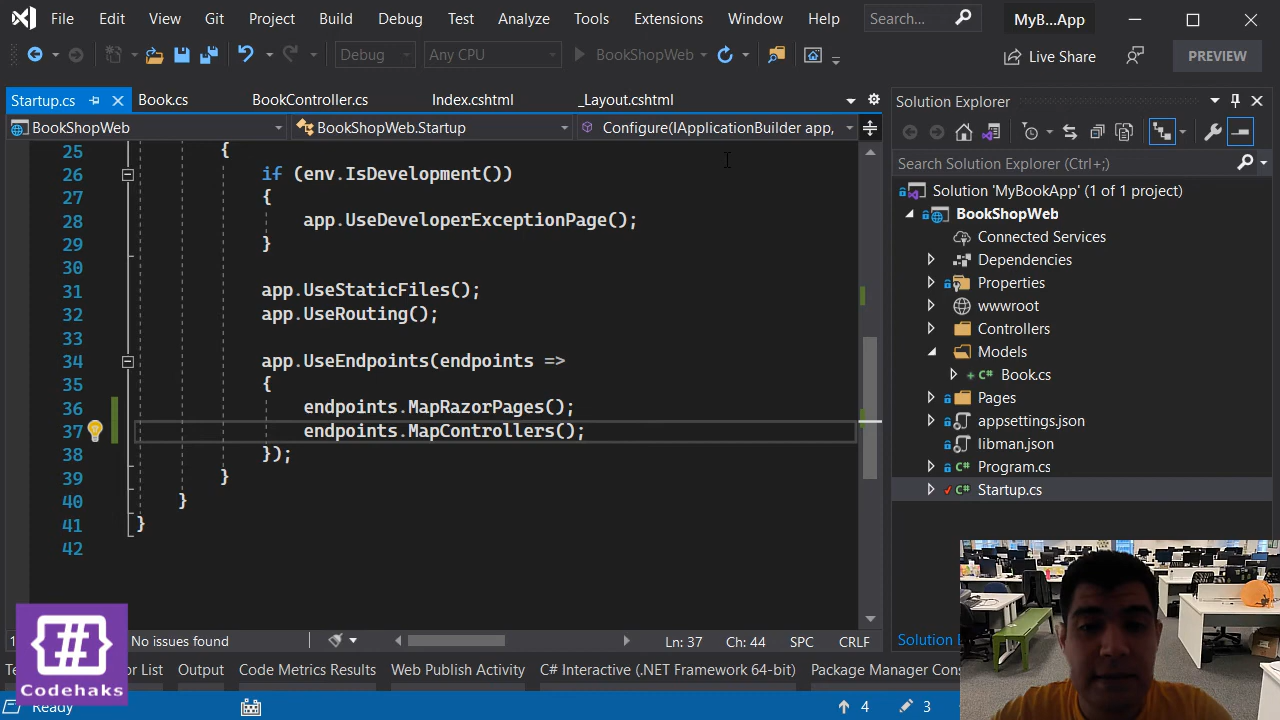 File Edit View Git Project Build Debug Test Analyze Tools Extensions Window Help Search... MyB...App
Debug Any CPU BookShopWeb Live Share PREVIEW
Startup.cs Book.cs BookController.cs Index.cshtml _Layout.cshtml
BookShopWeb BookShopWeb.Startup Configure(IApplicationBuilder app,
25 {
26 if (env.IsDevelopment())
27 {
28 app.UseDeveloperExceptionPage();
29 }
30
31 app.UseStaticFiles();
32 app.UseRouting();
33
34 app.UseEndpoints(endpoints =>
35 {
36 endpoints.MapRazorPages();
37 endpoints.MapControllers();
38 });
39 }
40 }
41 }
42
No issues found Ln: 37 Ch: 44 SPC CRLF
Output Code Metrics Results Web Publish Activity C# Interactive (.NET Framework 64-bit) Package Manager
Ready 4 3
Solution Explorer
Search Solution Explorer (Ctrl+;)
Solution 'MyBookApp' (1 of 1 project)
BookShopWeb
Connected Services
Dependencies
Properties
wwwroot
Controllers
Models
C# Book.cs
Pages
appsettings.json
libman.json
C# Program.cs
C# Startup.cs
Solution
{#}
Codehaks